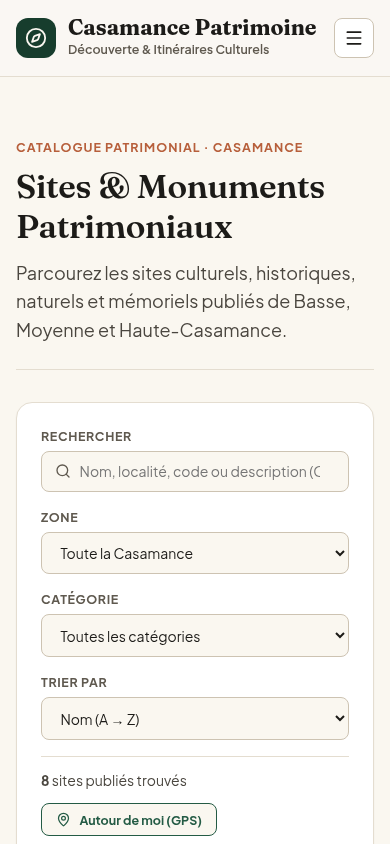 Casamance Patrimoine
Découverte & Itinéraires Culturels
CATALOGUE PATRIMONIAL · CASAMANCE
Sites & Monuments
Patrimoniaux
Parcourez les sites culturels, historiques,
naturels et mémoriels publiés de Basse,
Moyenne et Haute-Casamance.
RECHERCHER
Nom, localité, code ou description (C
ZONE
Toute la Casamance
CATÉGORIE
Toutes les catégories
TRIER PAR
Nom (A → Z)
8 sites publiés trouvés
Autour de moi (GPS)